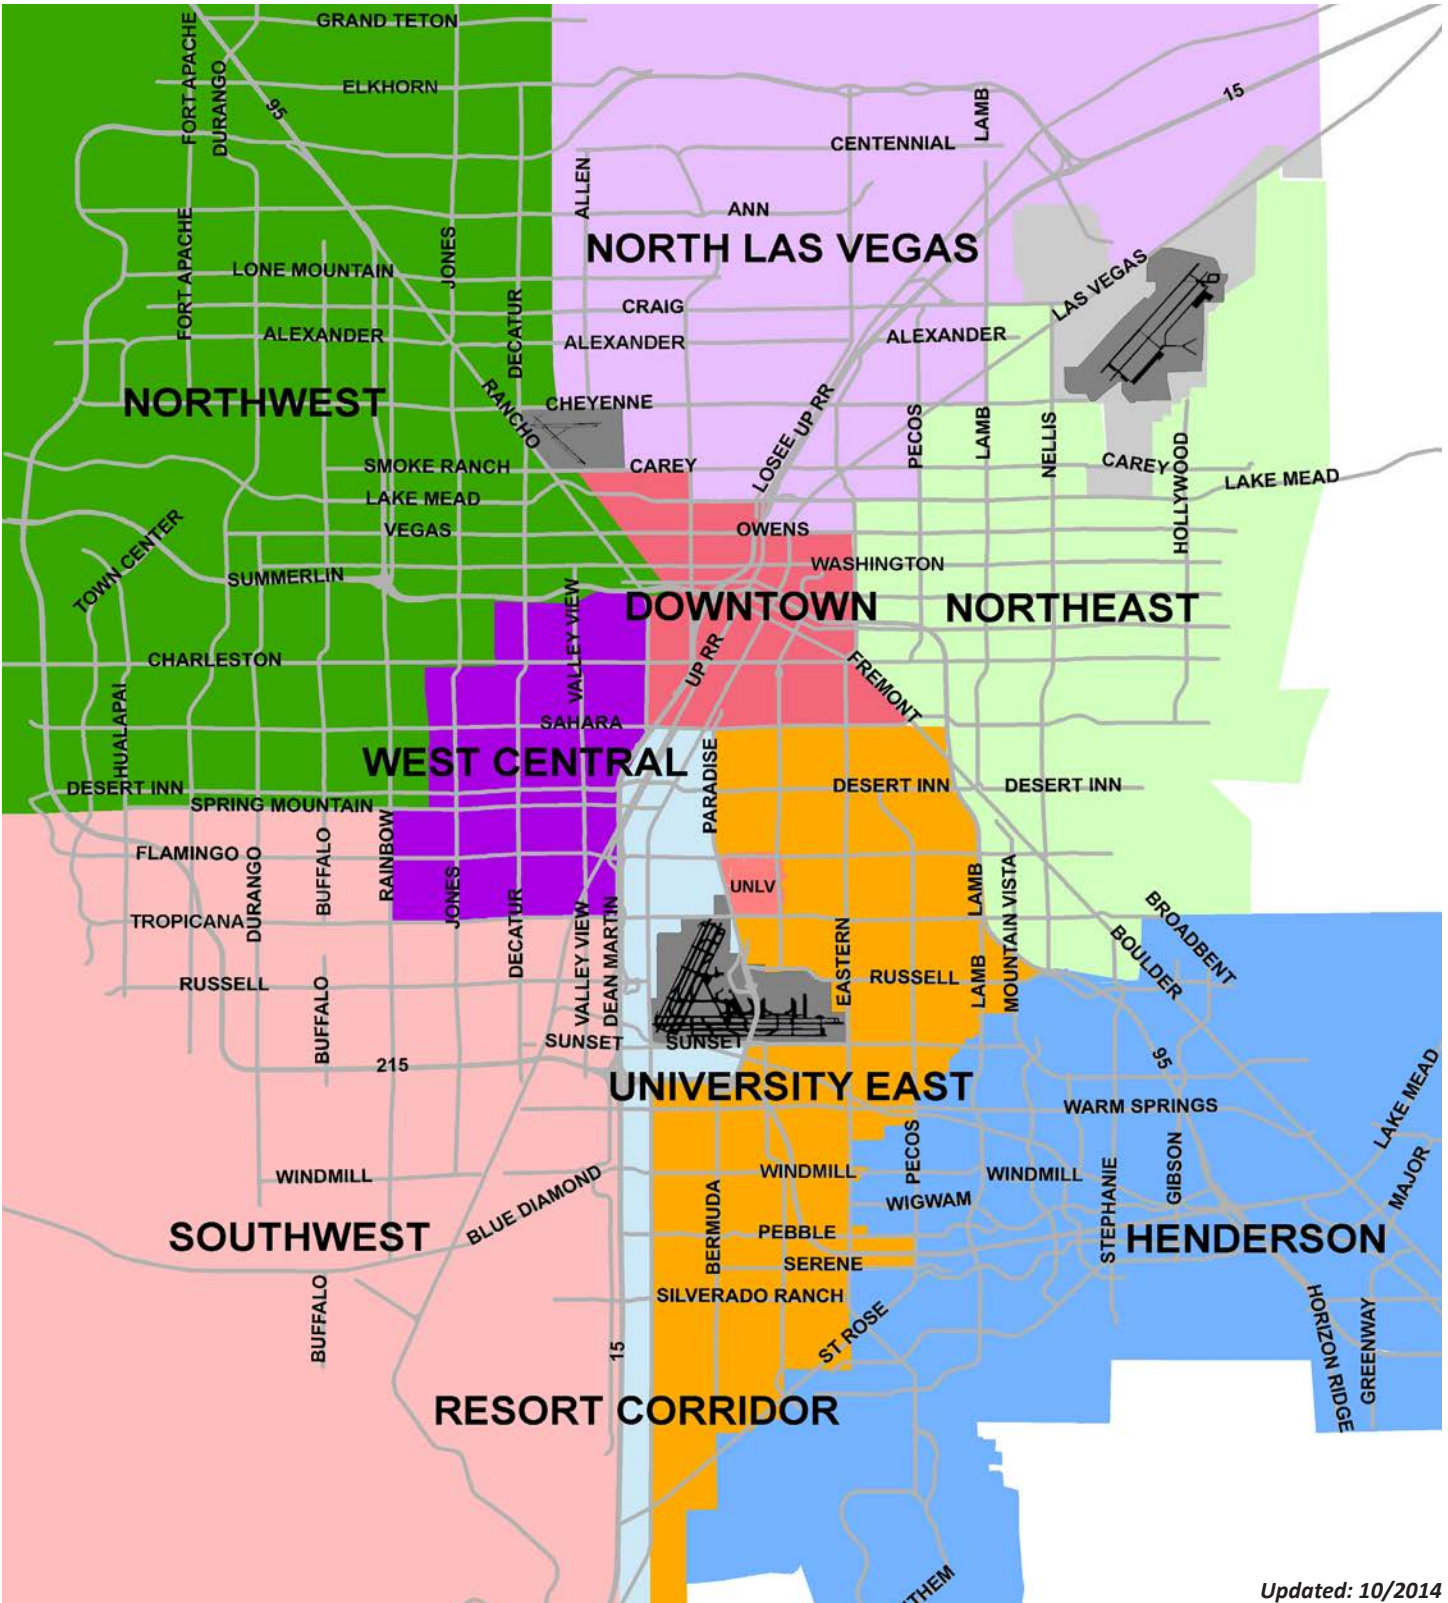 GRAND TETON
FORT APACHE
DURANGO
95
ELKHORN
LAMB
15
CENTENNIAL
ALLEN
ANN
FORT APACHE
JONES
NORTH LAS VEGAS
LONE MOUNTAIN
LAS VEGAS
DECATUR
CRAIG
ALEXANDER
ALEXANDER
ALEXANDER
NORTHWEST
RANCHO
CHEYENNE
LOSEE
UP RR
PECOS
LAMB
NELLIS
HOLLYWOOD
SMOKE RANCH
CAREY
CAREY
LAKE MEAD
LAKE MEAD
VEGAS
OWENS
TOWN CENTER
SUMMERLIN
WASHINGTON
VALLEY VIEW
DOWNTOWN
NORTHEAST
CHARLESTON
UP RR
FREMONT
HUALAPAI
SAHARA
WEST CENTRAL
PARADISE
DESERT INN
DESERT INN
DESERT INN
SPRING MOUNTAIN
RAINBOW
BUFFALO
FLAMINGO
DURANGO
JONES
DECATUR
UNLV
LAMB
MOUNTAIN VISTA
TROPICANA
VALLEY VIEW
DEAN MARTIN
EASTERN
BROADBENT
BOULDER
RUSSELL
RUSSELL
LAMB
BUFFALO
SUNSET
SUNSET
215
95
UNIVERSITY EAST
LAKE MEAD
WARM SPRINGS
PECOS
STEPHANIE
GIBSON
MAJOR
WINDMILL
WINDMILL
WINDMILL
BLUE DIAMOND
WIGWAM
SOUTHWEST
BERMUDA
PEBBLE
HENDERSON
SERENE
SILVERADO RANCH
BUFFALO
ST ROSE
15
HORIZON RIDGE
GREENWAY
RESORT CORRIDOR
THEM
Updated: 10/2014